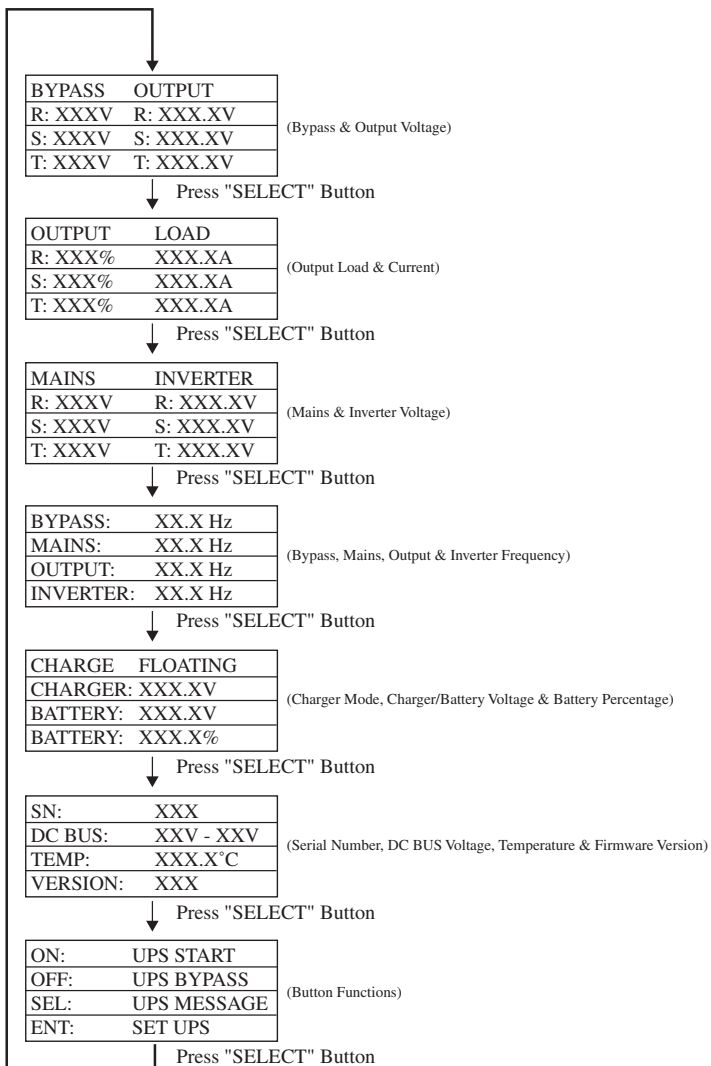 BYPASS OUTPUT
R: XXXV R: XXX.XV
S: XXXV S: XXX.XV
T: XXXV T: XXX.XV
(Bypass & Output Voltage)
Press "SELECT" Button
OUTPUT LOAD
R: XXX% XXX.XA
S: XXX% XXX.XA
T: XXX% XXX.XA
(Output Load & Current)
Press "SELECT" Button
MAINS INVERTER
R: XXXV R: XXX.XV
S: XXXV S: XXX.XV
T: XXXV T: XXX.XV
(Mains & Inverter Voltage)
Press "SELECT" Button
BYPASS: XX.X Hz
MAINS: XX.X Hz
OUTPUT: XX.X Hz
INVERTER: XX.X Hz
(Bypass, Mains, Output & Inverter Frequency)
Press "SELECT" Button
CHARGE FLOATING
CHARGER: XXX.XV
BATTERY: XXX.XV
BATTERY: XXX.X%
(Charger Mode, Charger/Battery Voltage & Battery Percentage)
Press "SELECT" Button
SN: XXX
DC BUS: XXV - XXV
TEMP: XXX.X˚C
VERSION: XXX
(Serial Number, DC BUS Voltage, Temperature & Firmware Version)
Press "SELECT" Button
ON: UPS START
OFF: UPS BYPASS
SEL: UPS MESSAGE
ENT: SET UPS
(Button Functions)
Press "SELECT" Button